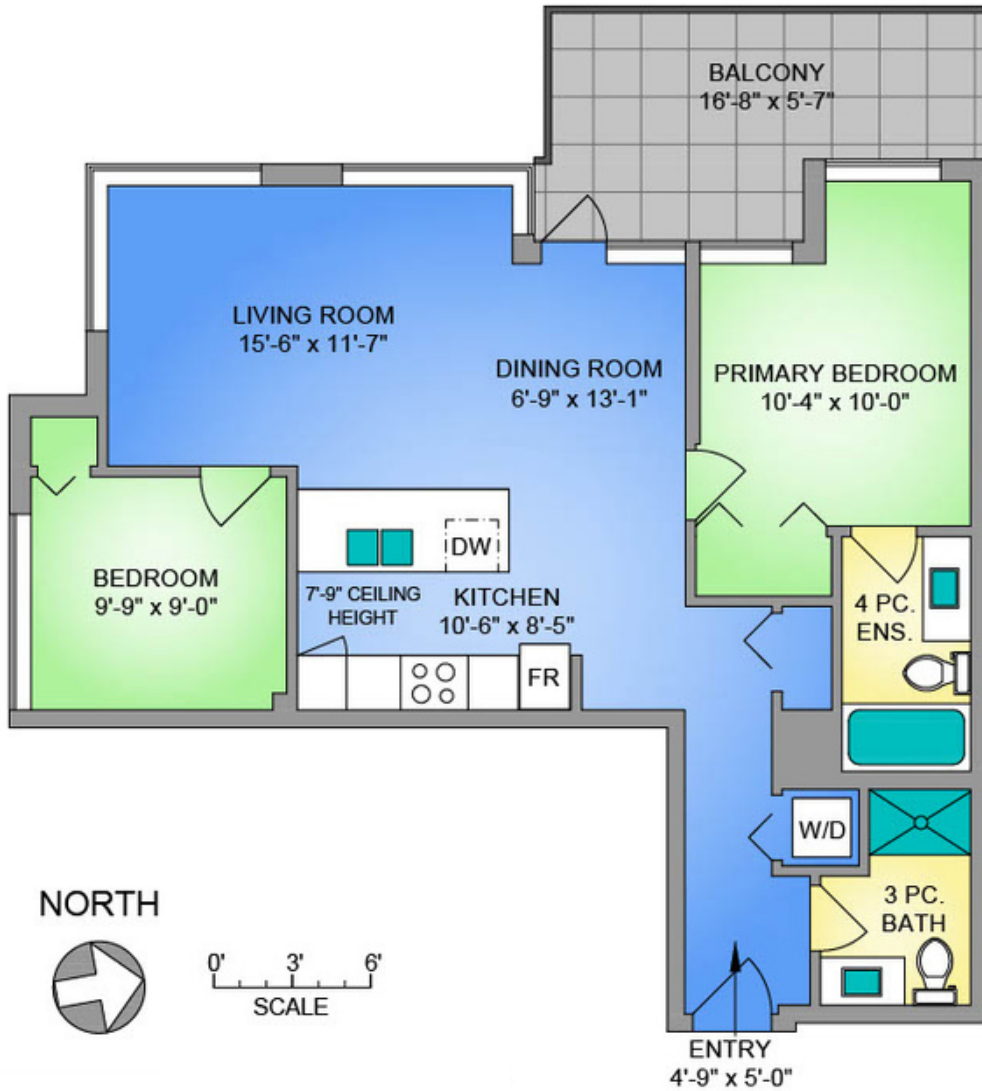 BALCONY
16'-8" x 5'-7"
LIVING ROOM
15'-6" x 11'-7"
DINING ROOM
6'-9" x 13'-1"
PRIMARY BEDROOM
10'-4" x 10'-0"
BEDROOM
9'-9" x 9'-0"
DW
7'-9" CEILING
HEIGHT
KITCHEN
10'-6" x 8'-5"
FR
4 PC.
ENS.
W/D
3 PC.
BATH
NORTH
0' 3' 6'
SCALE
ENTRY
4'-9" x 5'-0"